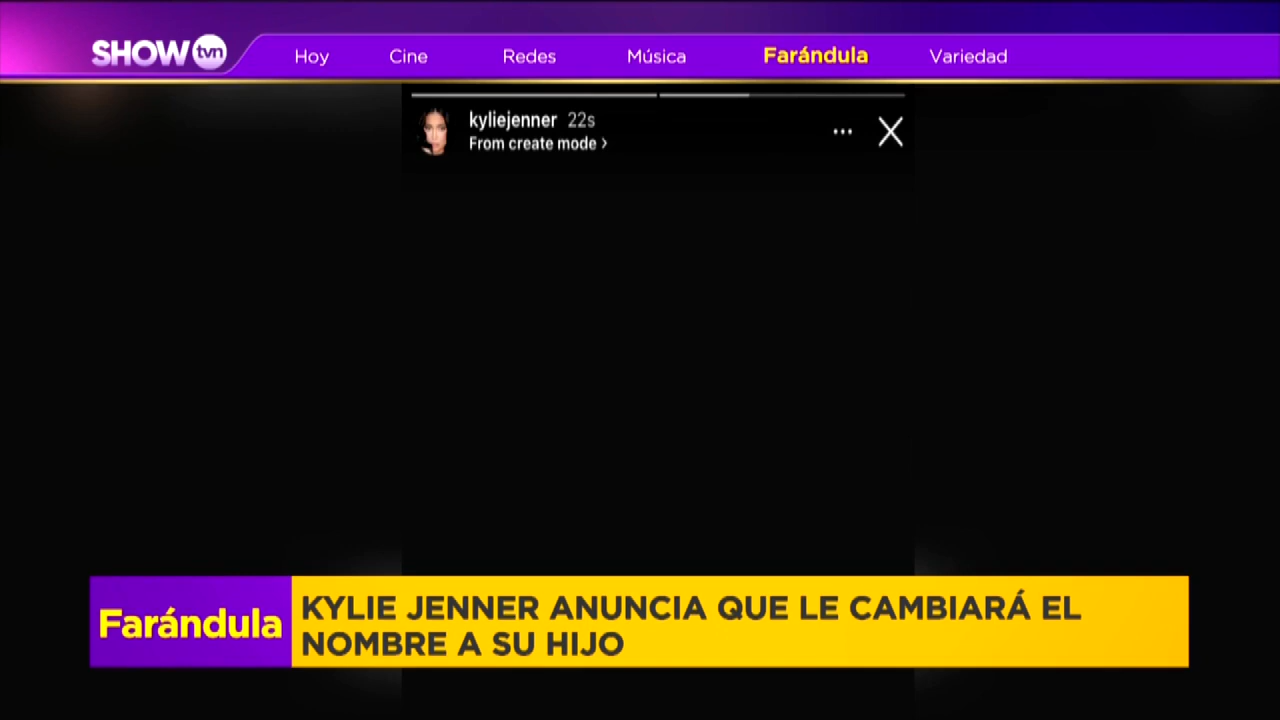 SHOW tvn
Hoy Cine Redes Música Farándula Variedad
kyliejenner 22s
From create mode ›
Farándula
KYLIE JENNER ANUNCIA QUE LE CAMBIARÁ EL
NOMBRE A SU HIJO